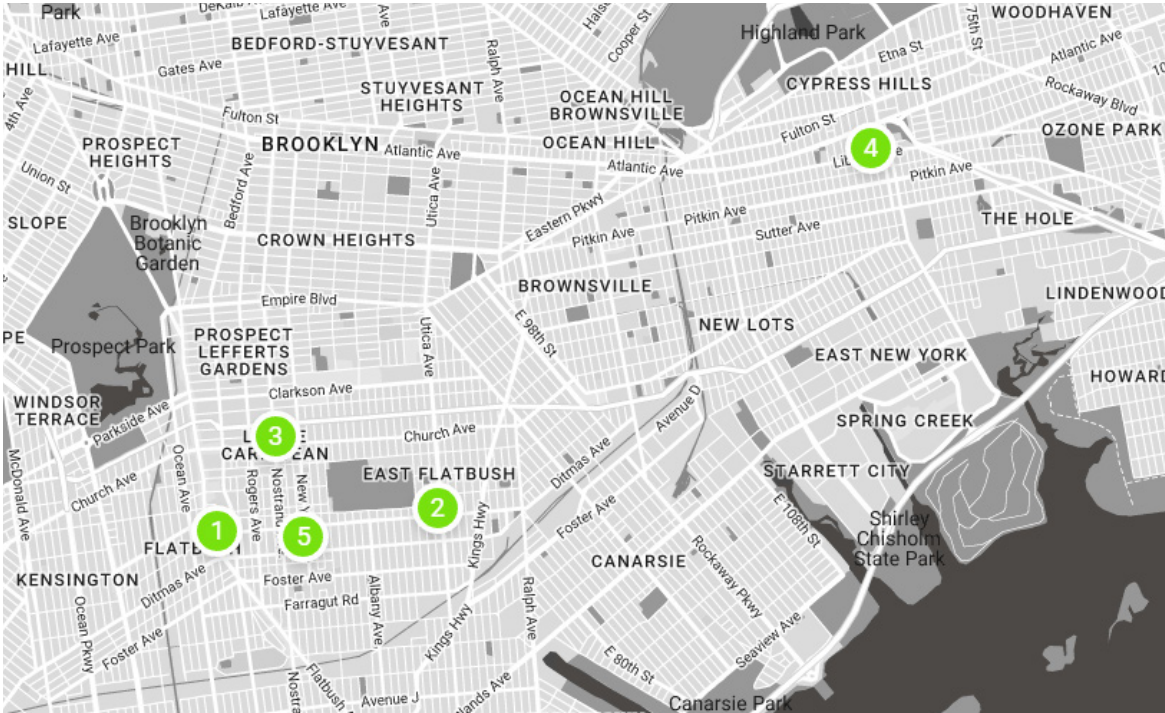 Park
DeKalb Ave
Lafayette Ave
Ave
Cooper St
Highland Park
Etna St
75th St
WOODHAVEN
Lafayette Ave
BEDFORD-STUYVESANT
Ralph Ave
Atlantic Ave
HILL
Gates Ave
STUYVESANT
HEIGHTS
CYPRESS HILLS
Rockaway Blvd
4th Ave
OCEAN HILL
BROWNSVILLE
Fulton St
Fulton St
OZONE PARK
PROSPECT
HEIGHTS
BROOKLYN
Atlantic Ave
OCEAN HILL
4
Atlantic Ave
Pitkin Ave
Union St
Bedford Ave
Utica Ave
Eastern Pkwy
Pitkin Ave
SLOPE
Brooklyn
Botanic
Garden
CROWN HEIGHTS
Pitkin Ave
Sutter Ave
THE HOLE
BROWNSVILLE
LINDENWOOD
Empire Blvd
E 98th St
NEW LOTS
PE
Prospect Park
PROSPECT
LEFFERTS
GARDENS
Utica Ave
EAST NEW YORK
HOWARD
Clarkson Ave
Avenue D
WINDSOR
TERRACE
Parkside Ave
3
Church Ave
SPRING CREEK
McDonald Ave
Church Ave
Ocean Ave
Rogers Ave
EAST FLATBUSH
Ditmas Ave
STARRETT CITY
1
5
2
Kings Hwy
Foster Ave
E 108th St
Shirley
Chisholm
State Park
KENSINGTON
Ditmas Ave
Foster Ave
Farragut Rd
Albany Ave
Ralph Ave
CANARSIE
Rockaway Pkwy
Ocean Pkwy
Foster Ave
Kings Hwy
E 80th St
Seaview Ave
Avenue J
Canarsie Park